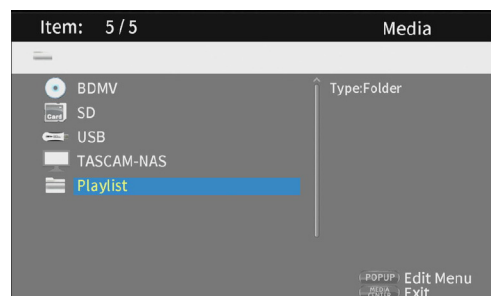 Item: 5/5 Media
BDMV
Type:Folder
Card SD
USB
TASCAM-NAS
Playlist
POPUP Edit Menu
MEDIA CENTER Exit